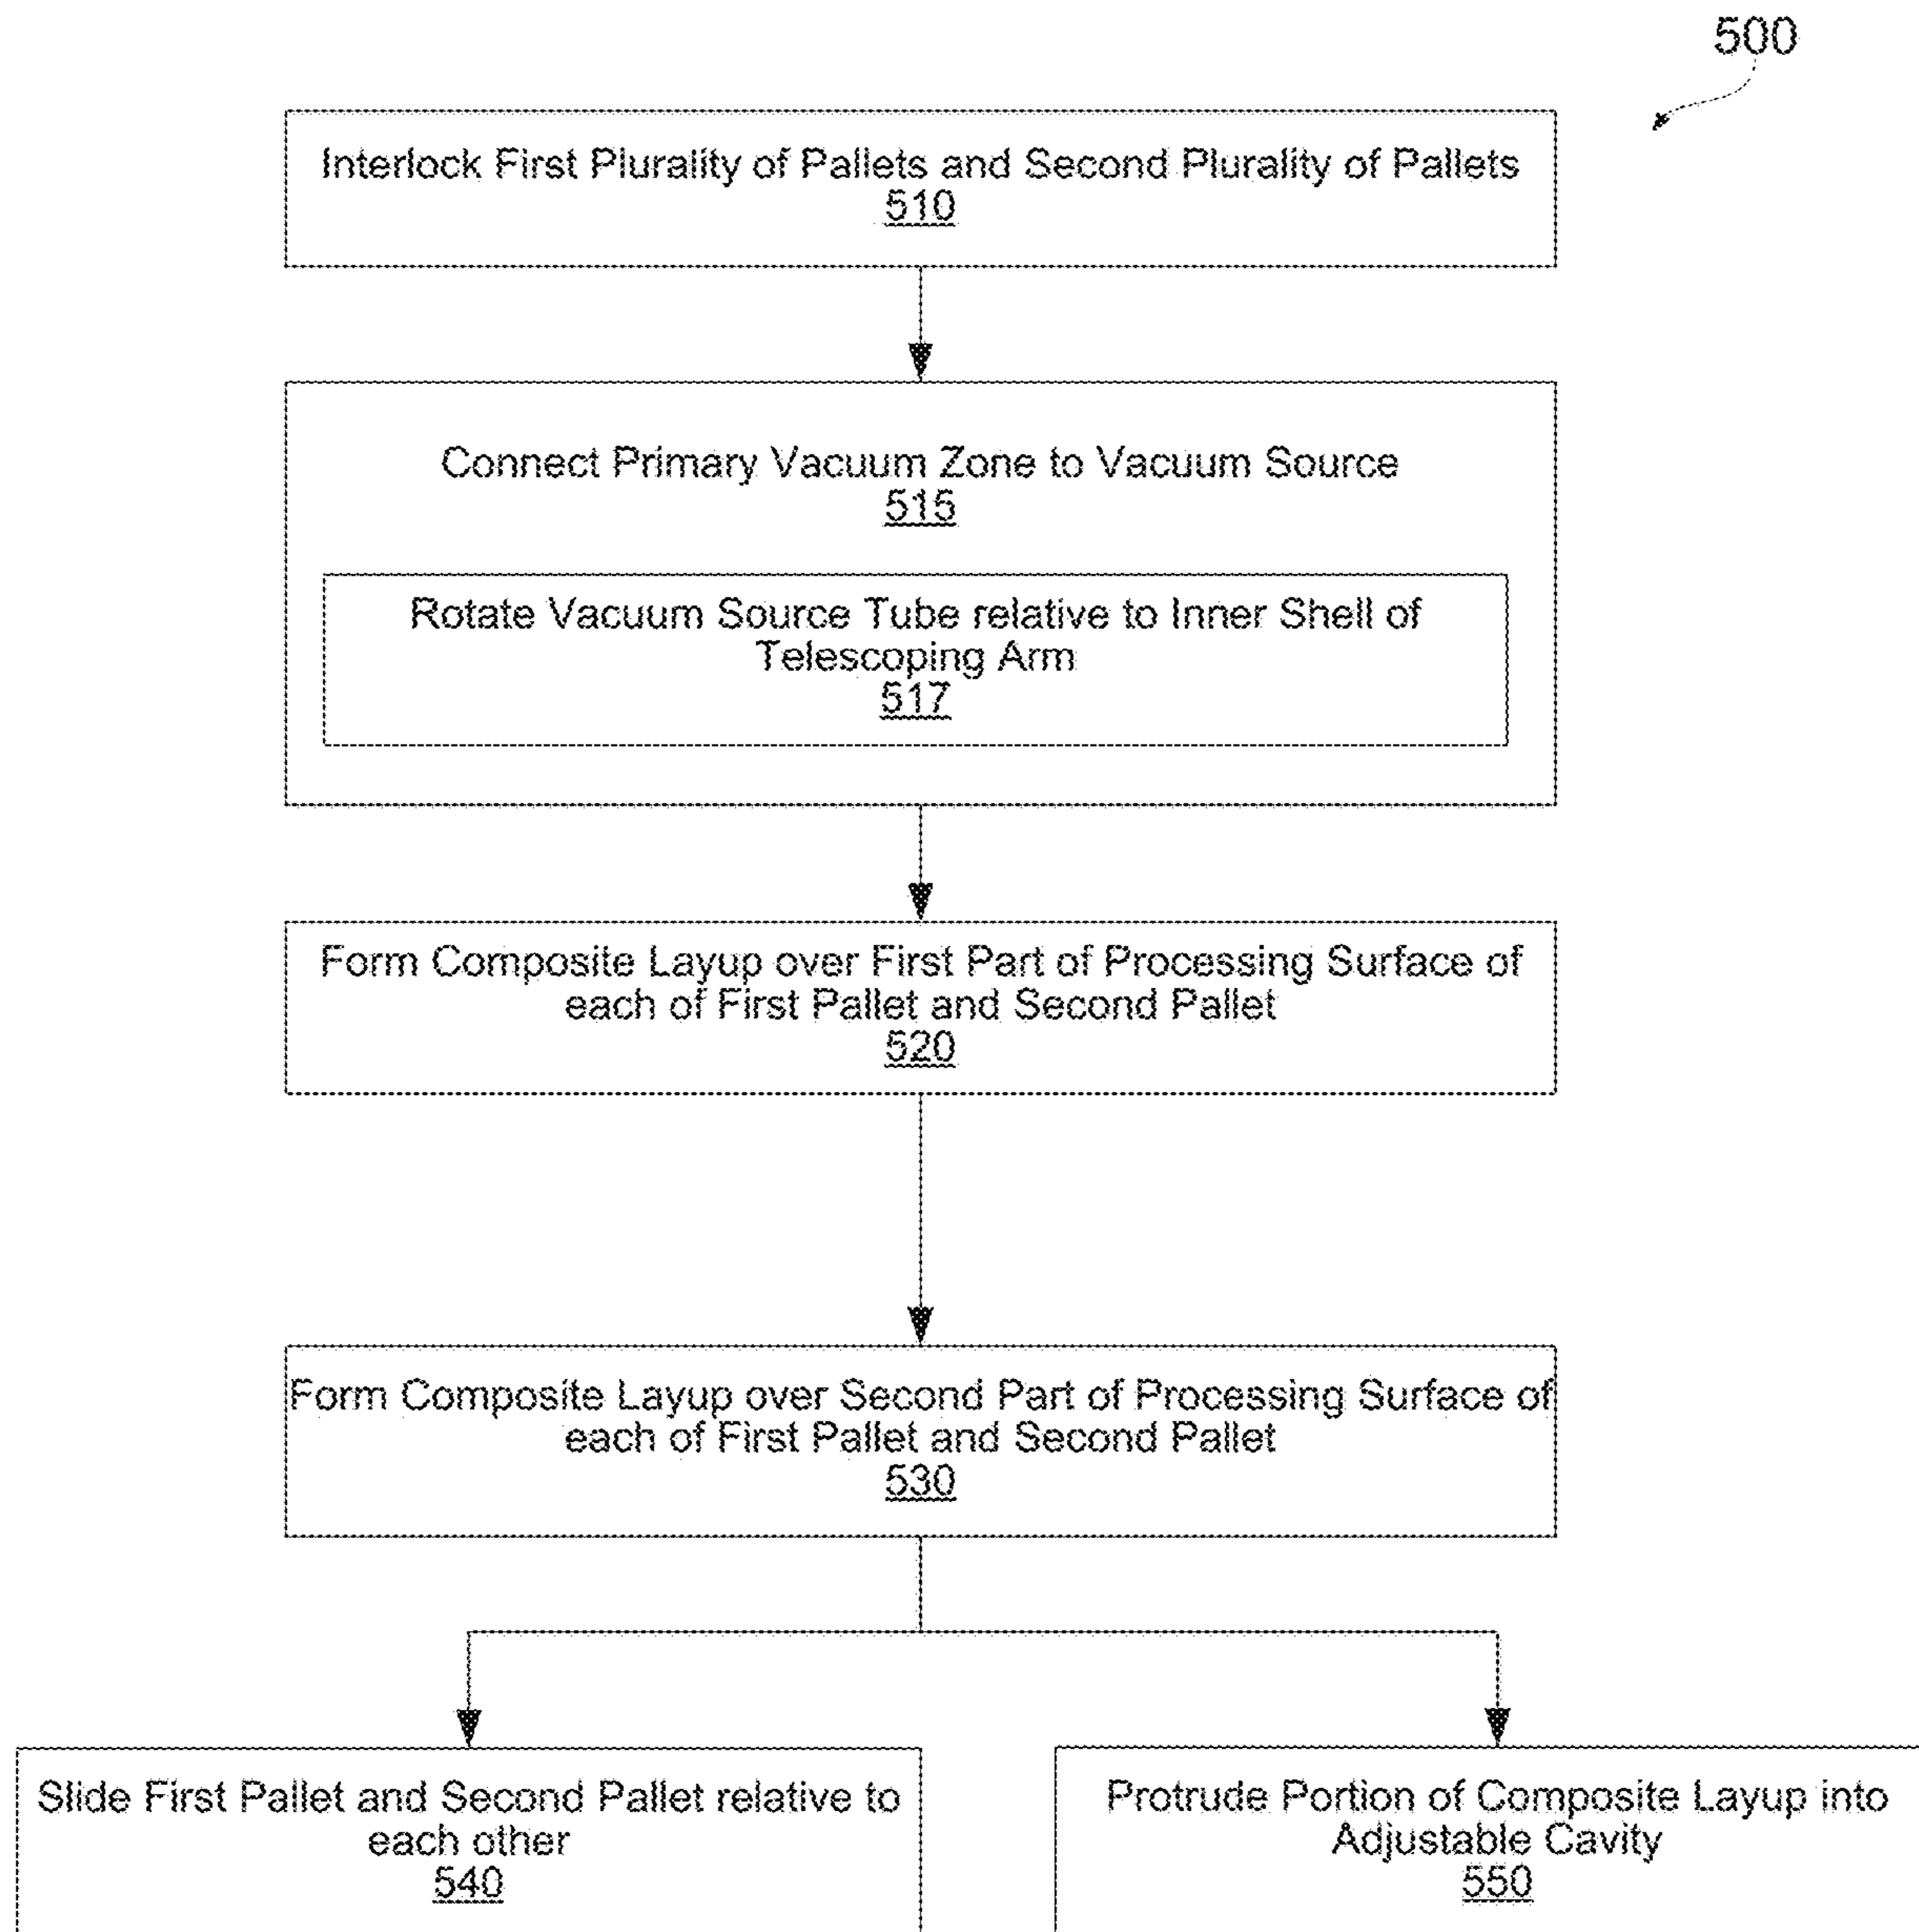 500
Interlock First Plurality of Pallets and Second Plurality of Pallets
510
Connect Primary Vacuum Zone to Vacuum Source
515
Rotate Vacuum Source Tube relative to Inner Shell of
Telescoping Arm
517
Form Composite Layup over First Part of Processing Surface of
each of First Pallet and Second Pallet
520
Form Composite Layup over Second Part of Processing Surface of
each of First Pallet and Second Pallet
530
Slide First Pallet and Second Pallet relative to
each other
540
Protrude Portion of Composite Layup into
Adjustable Cavity
550